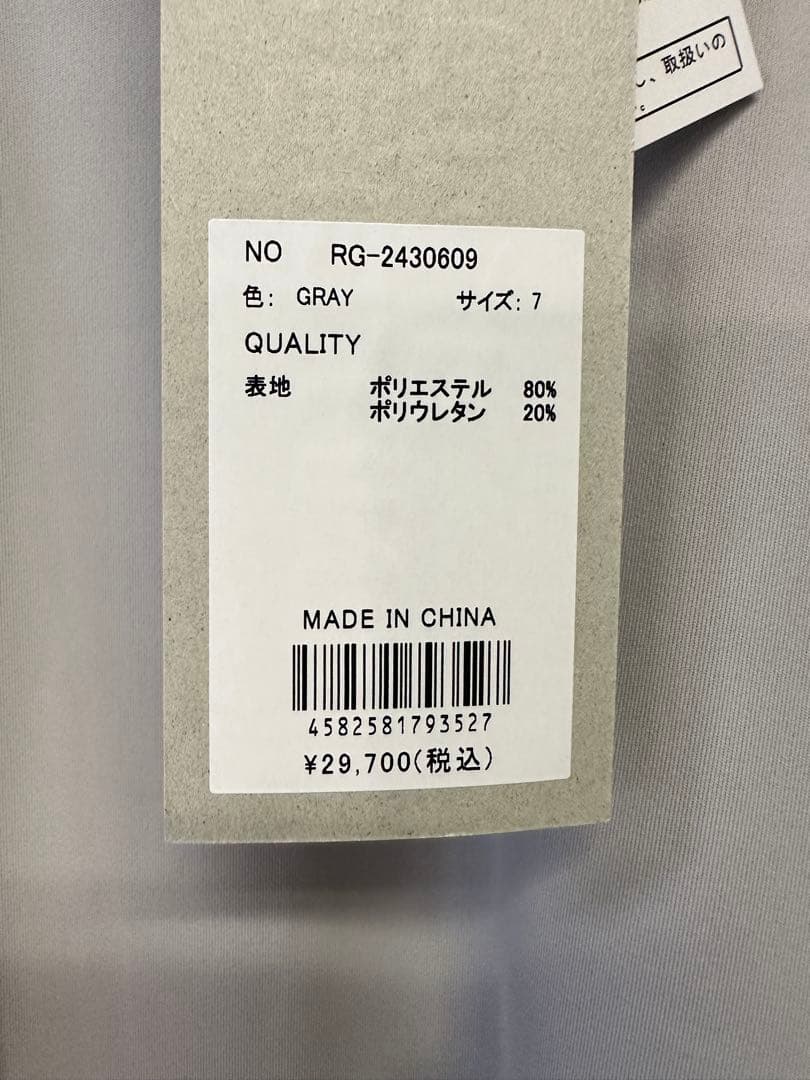 、取扱いの
NO RG-2430609
色: GRAY サイズ: 7
QUALITY
表地 ポリエステル 80%
ポリウレタン 20%
MADE IN CHINA
4582581793527
¥29,700(税込)